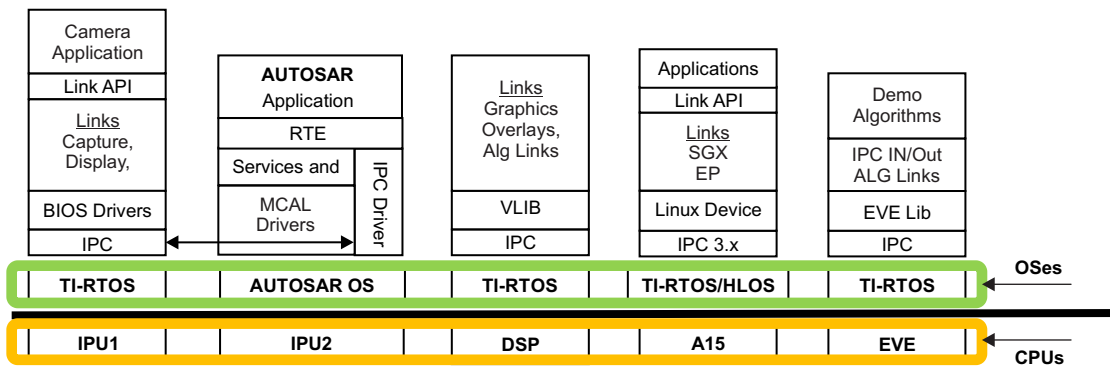 Camera
Application
Link API
Links
Capture,
Display,
BIOS Drivers
IPC
AUTOSAR
Application
RTE
Services and
MCAL
Drivers
IPC Driver
Links
Graphics
Overlays,
Alg Links
VLIB
IPC
Applications
Link API
Links
SGX
EP
Linux Device
IPC 3.x
Demo
Algorithms
IPC IN/Out
ALG Links
EVE Lib
IPC
OSes
TI-RTOS
AUTOSAR OS
TI-RTOS
TI-RTOS/HLOS
TI-RTOS
IPU1
IPU2
DSP
A15
EVE
CPUs